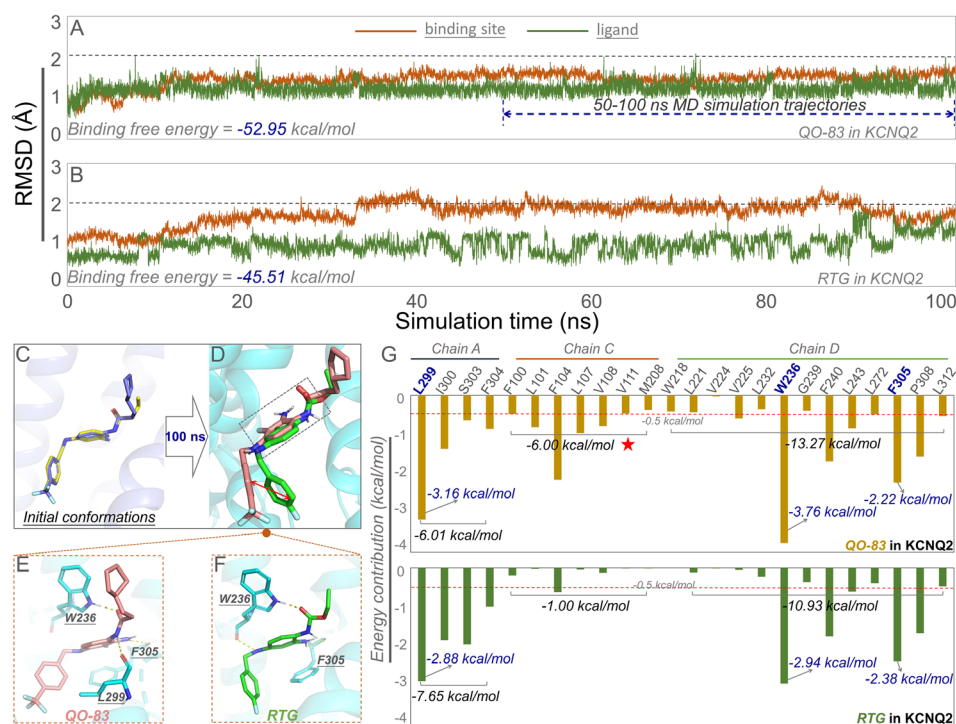 A
binding site
ligand
50-100 ns MD simulation trajectories
Binding free energy = -52.95 kcal/mol
QO-83 in KCNQ2
3
2
1
0
RMSD (Å)
B
Binding free energy = -45.51 kcal/mol
RTG in KCNQ2
3
2
1
0
0 20 40 60 80 100
Simulation time (ns)
C
Initial conformations
100 ns
D
E
W236
F305
L299
QO-83
F
W236
F305
RTG
G
Chain A Chain C Chain D
L299 I300 S303 F304 F100 L101 F104 L107 V108 V111 M208 W218 L221 V224 V225 L232 W236 G239 F240 L243 L272 F305 P308 L312
Energy contribution (kcal/mol)
0
-1
-2
-3
-4
-0.5 kcal/mol
-6.00 kcal/mol
-13.27 kcal/mol
-3.16 kcal/mol
-2.22 kcal/mol
-3.76 kcal/mol
-6.01 kcal/mol
QO-83 in KCNQ2
0
-1
-2
-3
-4
-0.5 kcal/mol
-1.00 kcal/mol
-10.93 kcal/mol
-2.88 kcal/mol
-2.94 kcal/mol
-2.38 kcal/mol
-7.65 kcal/mol
RTG in KCNQ2